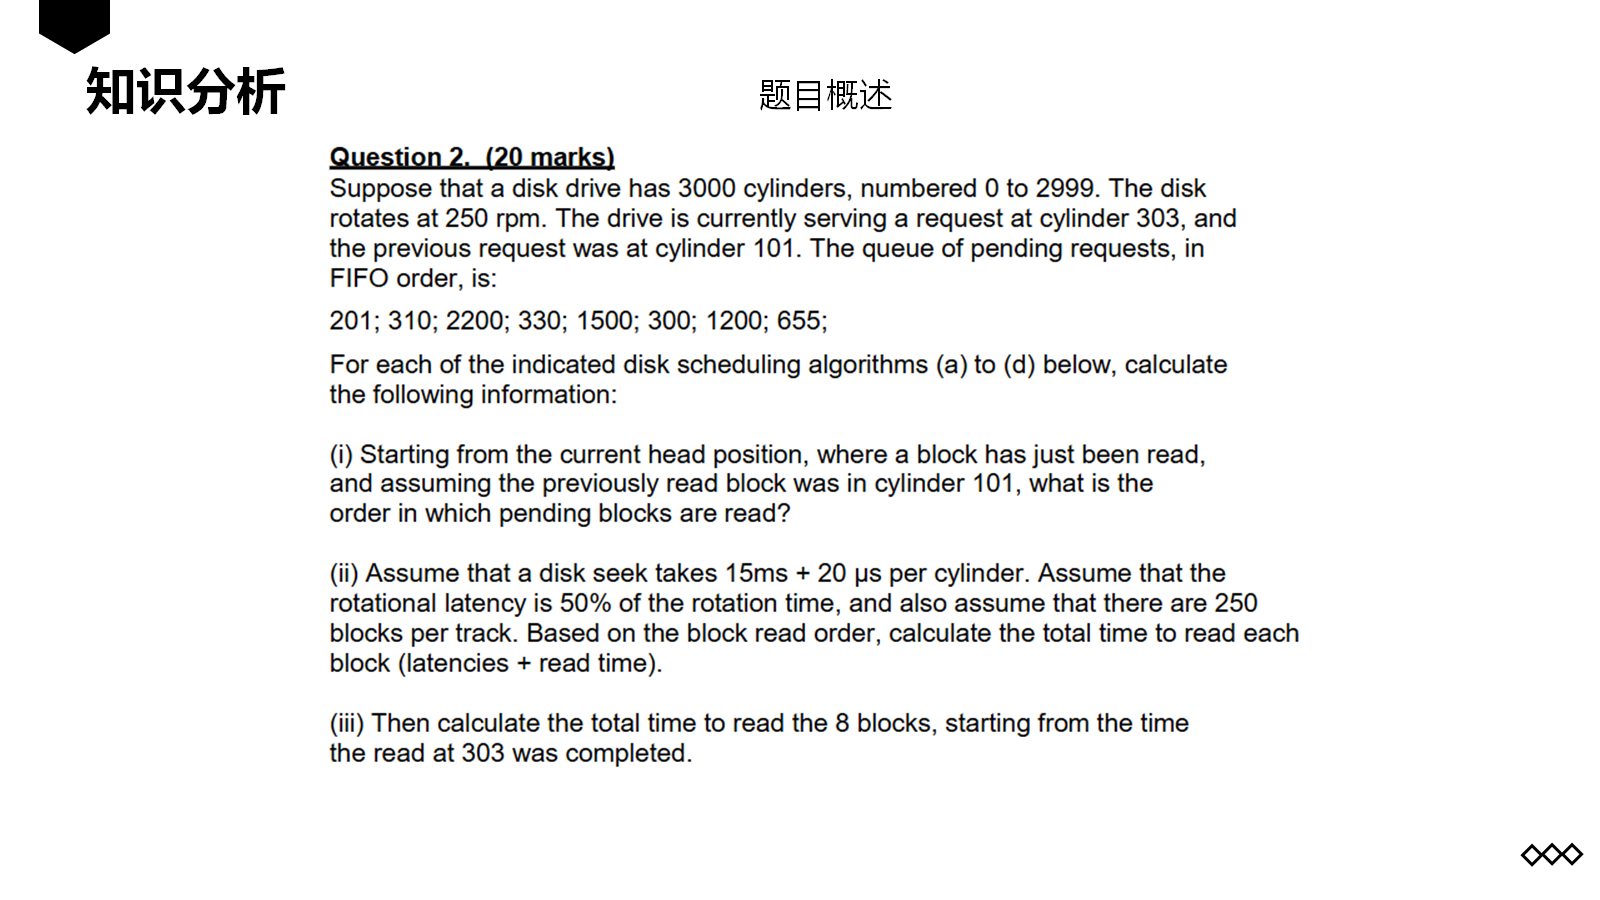 知识分析
题目概述
Question 2.  (20 marks)
Suppose that a disk drive has 3000 cylinders, numbered 0 to 2999. The disk
rotates at 250 rpm. The drive is currently serving a request at cylinder 303, and
the previous request was at cylinder 101. The queue of pending requests, in
FIFO order, is:
201; 310; 2200; 330; 1500; 300; 1200; 655;
For each of the indicated disk scheduling algorithms (a) to (d) below, calculate
the following information:
(i) Starting from the current head position, where a block has just been read,
and assuming the previously read block was in cylinder 101, what is the
order in which pending blocks are read?
(ii) Assume that a disk seek takes 15ms + 20 μs per cylinder. Assume that the
rotational latency is 50% of the rotation time, and also assume that there are 250
blocks per track. Based on the block read order, calculate the total time to read each
block (latencies + read time).
(iii) Then calculate the total time to read the 8 blocks, starting from the time
the read at 303 was completed.